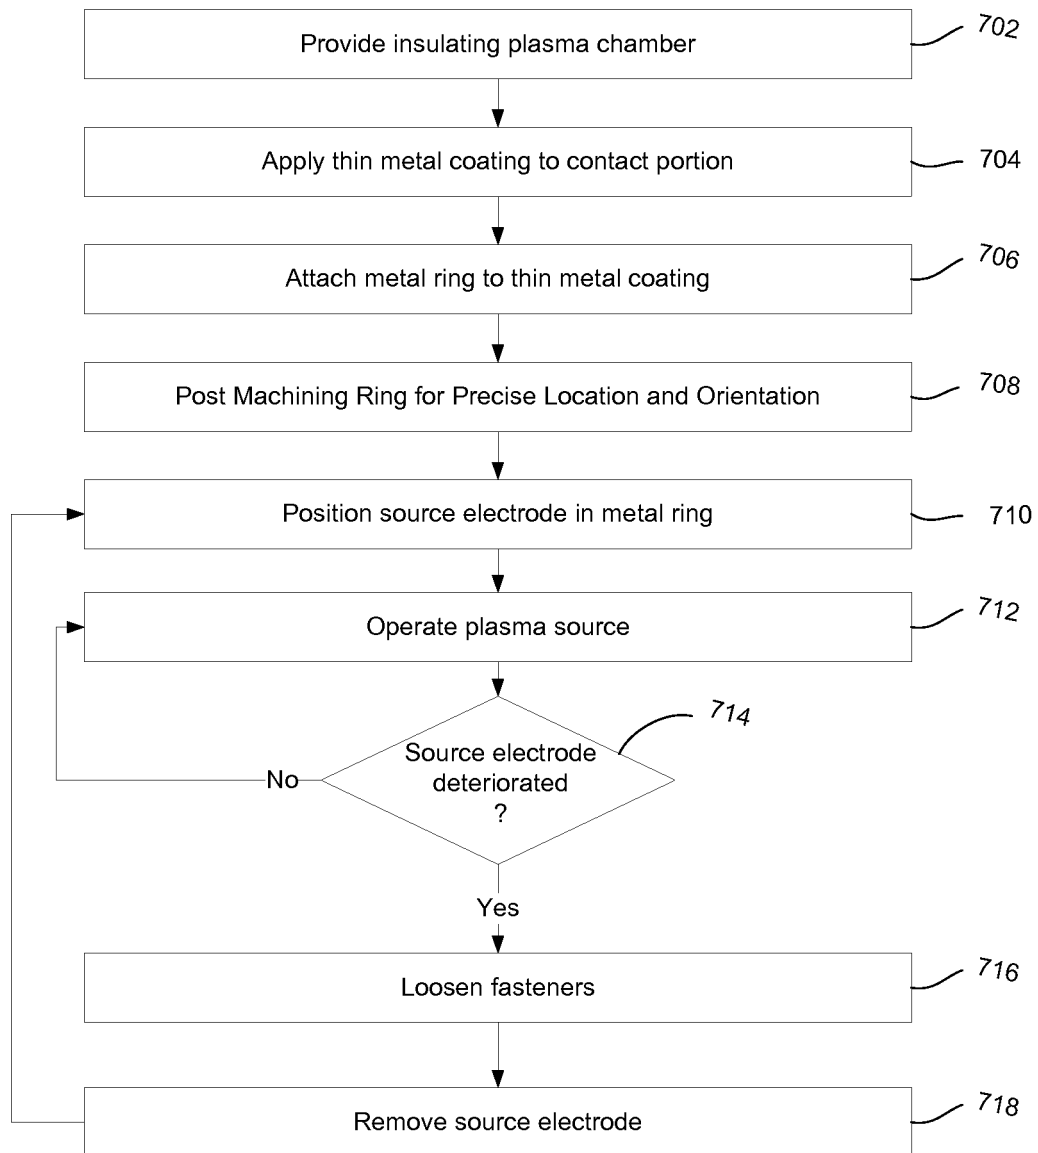 Provide insulating plasma chamber
702
Apply thin metal coating to contact portion
704
Attach metal ring to thin metal coating
706
Post Machining Ring for Precise Location and Orientation
708
Position source electrode in metal ring
710
Operate plasma source
712
714
Source electrode
deteriorated
?
No
Yes
Loosen fasteners
716
Remove source electrode
718